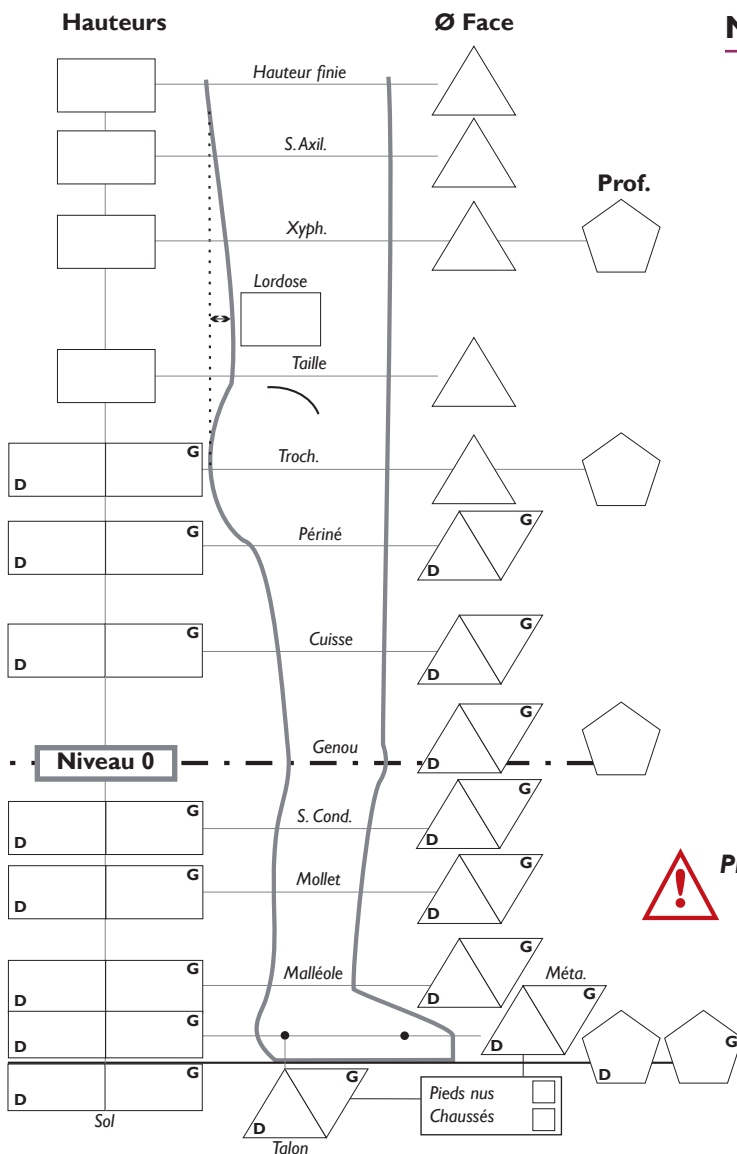 Hauteurs
Ø Face
N
Hauteur finie
S. Axil.
Prof.
Xyph.
Lordose
Taille
G
D
Troch.
G
D
Périné
G
D
G
D
Cuisse
G
D
Niveau 0
Genou
G
D
G
D
S. Cond.
G
D
G
D
Mollet
G
D
G
D
Malléole
G
D
Méta.
G
D
G
D
D
G
G
D
Sol
G
D
Talon
Pieds nus
Chaussés